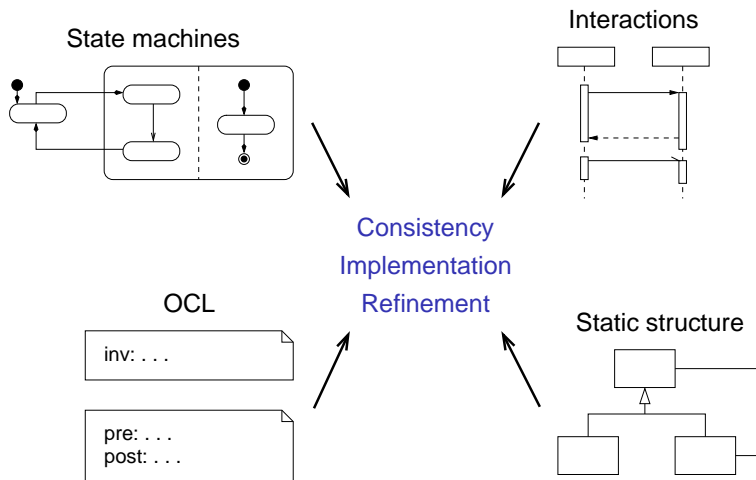 State machines
Interactions
Consistency
Implementation
Refinement
OCL
inv: . . .
pre: . . .
post: . . .
Static structure